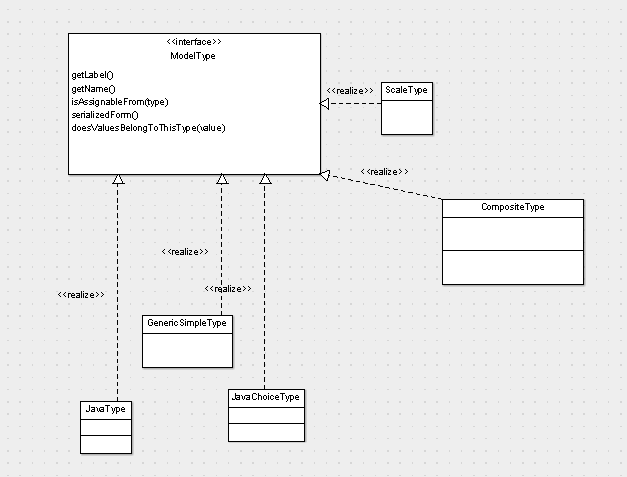 <<interface>>
ModelType
getLabel()
getName()
isAssignableFrom(type)
serializedForm()
doesValuesBelongToThisType(value)
<<realize>>
ScaleType
<<realize>>
CompositeType
<<realize>>
<<realize>>
<<realize>>
GenericSimpleType
JavaChoiceType
JavaType